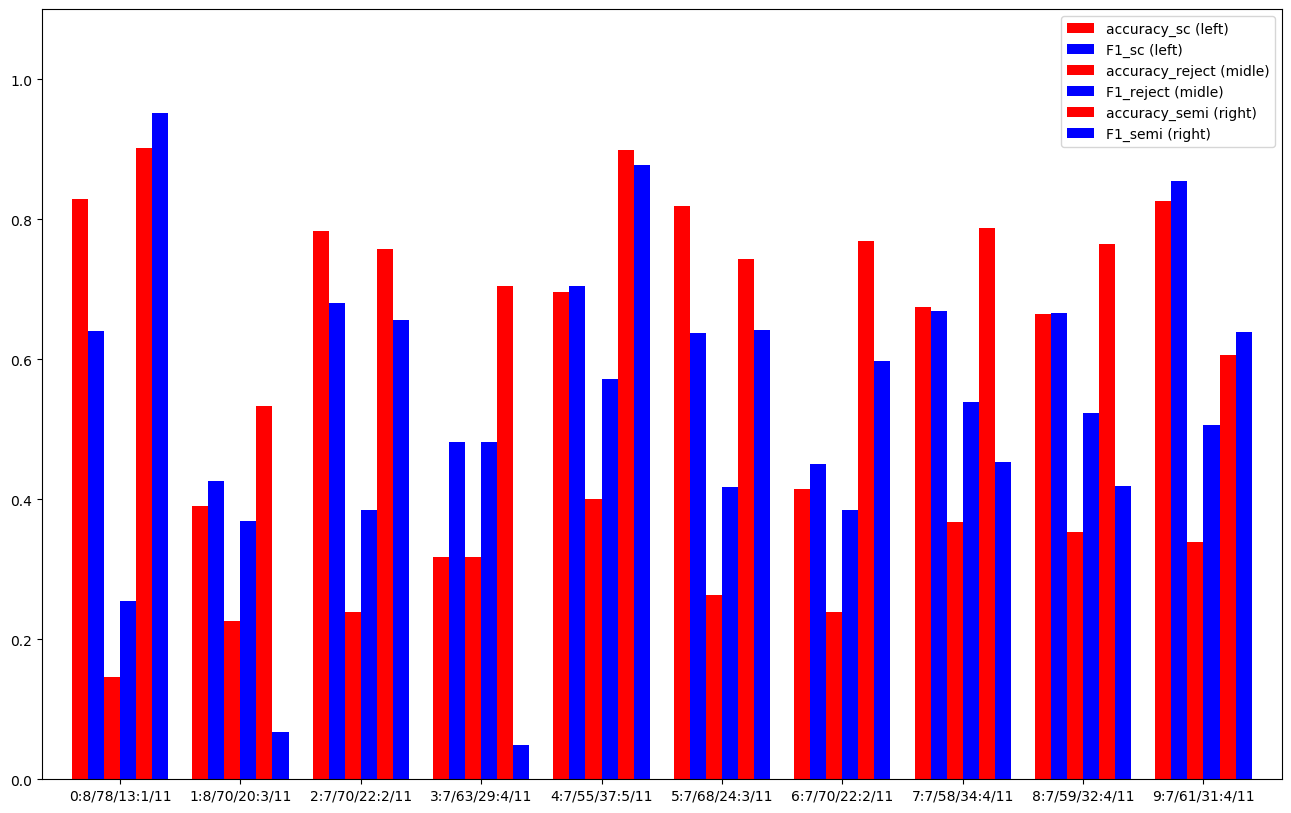 accuracy_sc (left)
F1_sc (left)
accuracy_reject (midle)
F1_reject (midle)
accuracy_semi (right)
F1_semi (right)
1.0
0.8
0.6
0.4
0.2
0.0
0:8/78/13:1/11 1:8/70/20:3/11 2:7/70/22:2/11 3:7/63/29:4/11 4:7/55/37:5/11 5:7/68/24:3/11 6:7/70/22:2/11 7:7/58/34:4/11 8:7/59/32:4/11 9:7/61/31:4/11